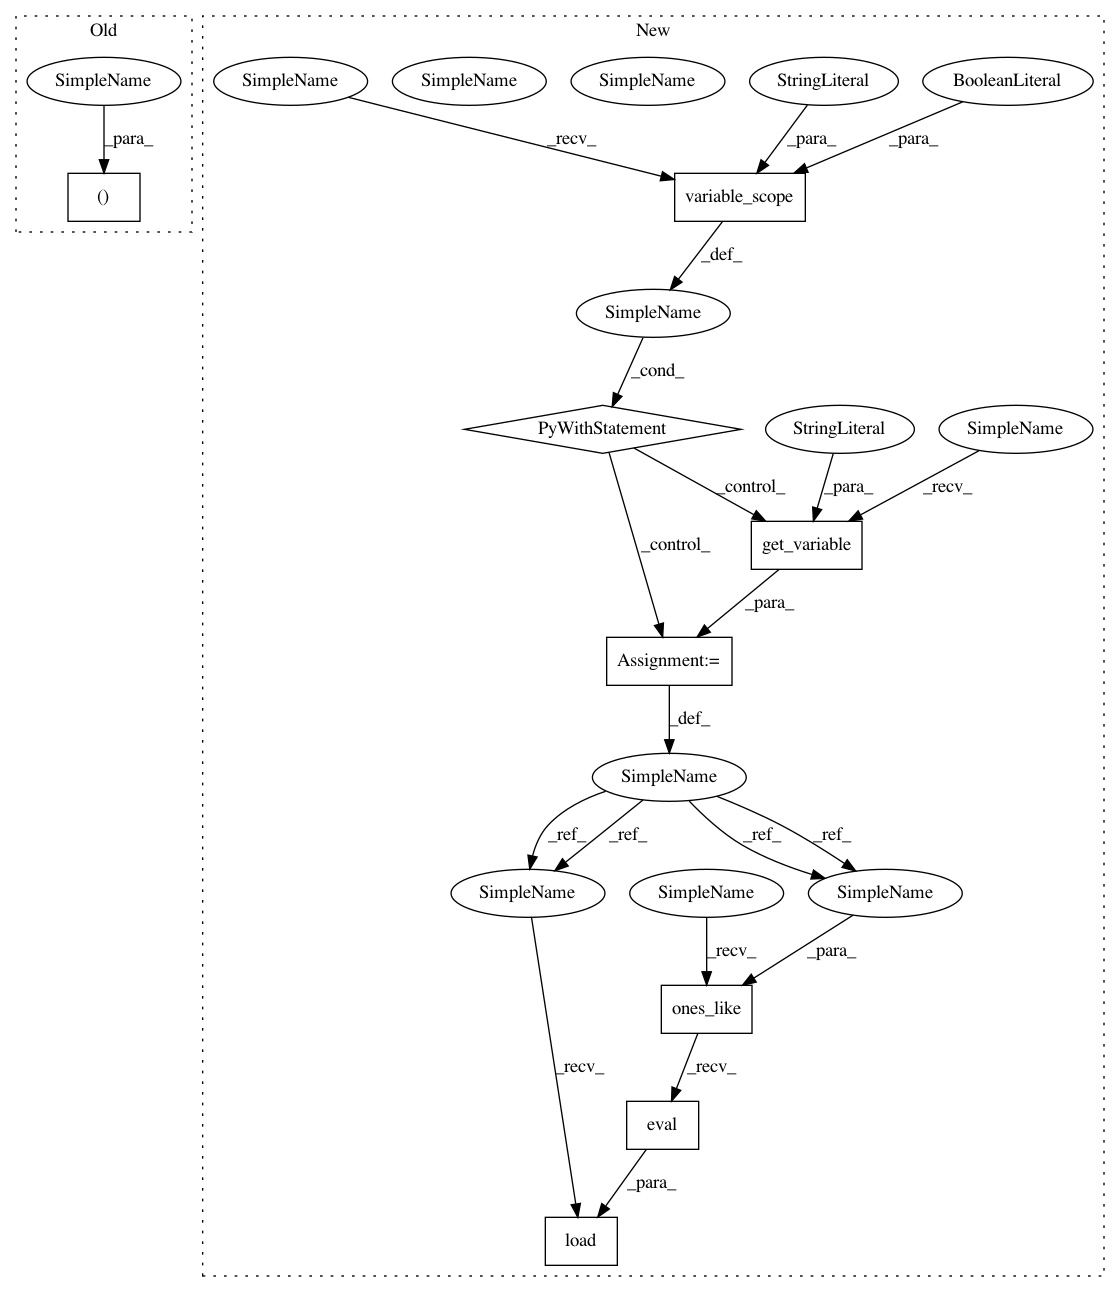 Old
New
SimpleName
SimpleName
SimpleName
SimpleName
StringLiteral
BooleanLiteral
_para_
_recv_
_para_
_para_
()
variable_scope
_def_
SimpleName
_cond_
PyWithStatement
StringLiteral
SimpleName
_control_
_para_
_recv_
_control_
get_variable
_para_
Assignment:=
_def_
SimpleName
_ref_
_ref_
_ref_
_ref_
SimpleName
SimpleName
SimpleName
_recv_
_para_
ones_like
_recv_
_recv_
eval
_para_
load